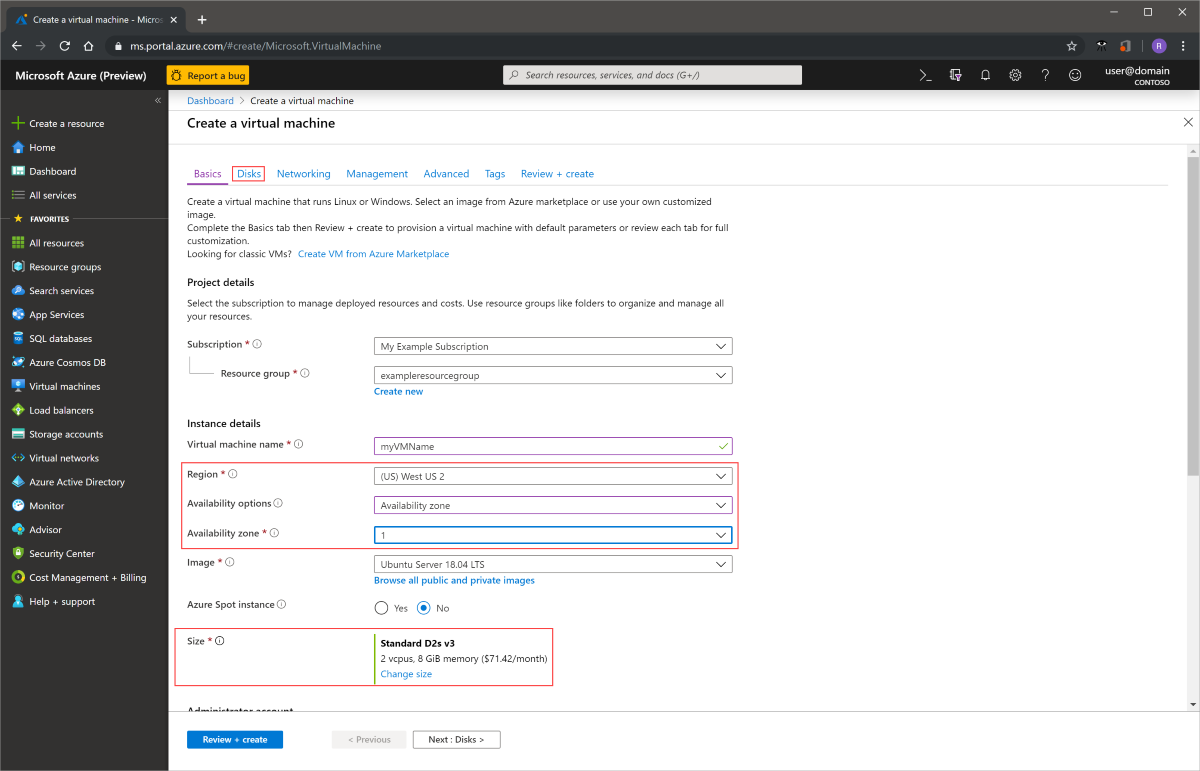 Create a virtual machine - Micros
ms.portal.azure.com/#create/Microsoft.VirtualMachine
R
Microsoft Azure (Preview)
Report a bug
Search resources, services, and docs (G+/)
user@domain
CONTOSO
Create a resource
Home
Dashboard
All services
FAVORITES
All resources
Resource groups
Search services
App Services
SQL databases
Azure Cosmos DB
Virtual machines
Load balancers
Storage accounts
Virtual networks
Azure Active Directory
Monitor
Advisor
Security Center
Cost Management + Billing
Help + support
Dashboard > Create a virtual machine
Create a virtual machine
Basics Disks Networking Management Advanced Tags Review + create
Create a virtual machine that runs Linux or Windows. Select an image from Azure marketplace or use your own customized
image.
Complete the Basics tab then Review + create to provision a virtual machine with default parameters or review each tab for full
customization.
Looking for classic VMs? Create VM from Azure Marketplace
Project details
Select the subscription to manage deployed resources and costs. Use resource groups like folders to organize and manage all
your resources.
Subscription * My Example Subscription
Resource group * exampleresourcegroup
Create new
Instance details
Virtual machine name * myVMName
Region * (US) West US 2
Availability options Availability zone
Availability zone * 1
Image * Ubuntu Server 18.04 LTS
Browse all public and private images
Azure Spot instance Yes No
Size * Standard D2s v3
2 vcpus, 8 GiB memory ($71.42/month)
Change size
Administrator account
Review + create < Previous Next : Disks >